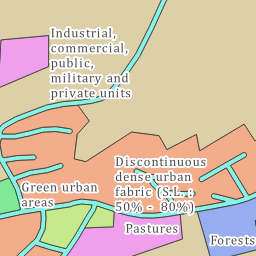 Industrial,
commercial,
public,
military and
private units
Discontinuous
dense urban
fabric (S.L. :
50% - 80%)
Green urban
areas
Pastures
Forests